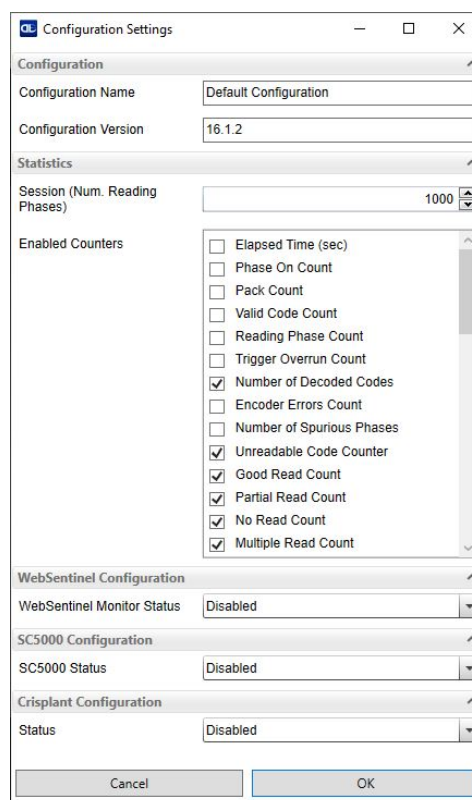 Configuration Settings
Configuration
Configuration Name
Default Configuration
Configuration Version
16.1.2
Statistics
Session (Num. Reading
Phases)
1000
Enabled Counters
Elapsed Time (sec)
Phase On Count
Pack Count
Valid Code Count
Reading Phase Count
Trigger Overrun Count
Number of Decoded Codes
Encoder Errors Count
Number of Spurious Phases
Unreadable Code Counter
Good Read Count
Partial Read Count
No Read Count
Multiple Read Count
WebSentinel Configuration
WebSentinel Monitor Status
Disabled
SC5000 Configuration
SC5000 Status
Disabled
Crisplant Configuration
Status
Disabled
Cancel
OK